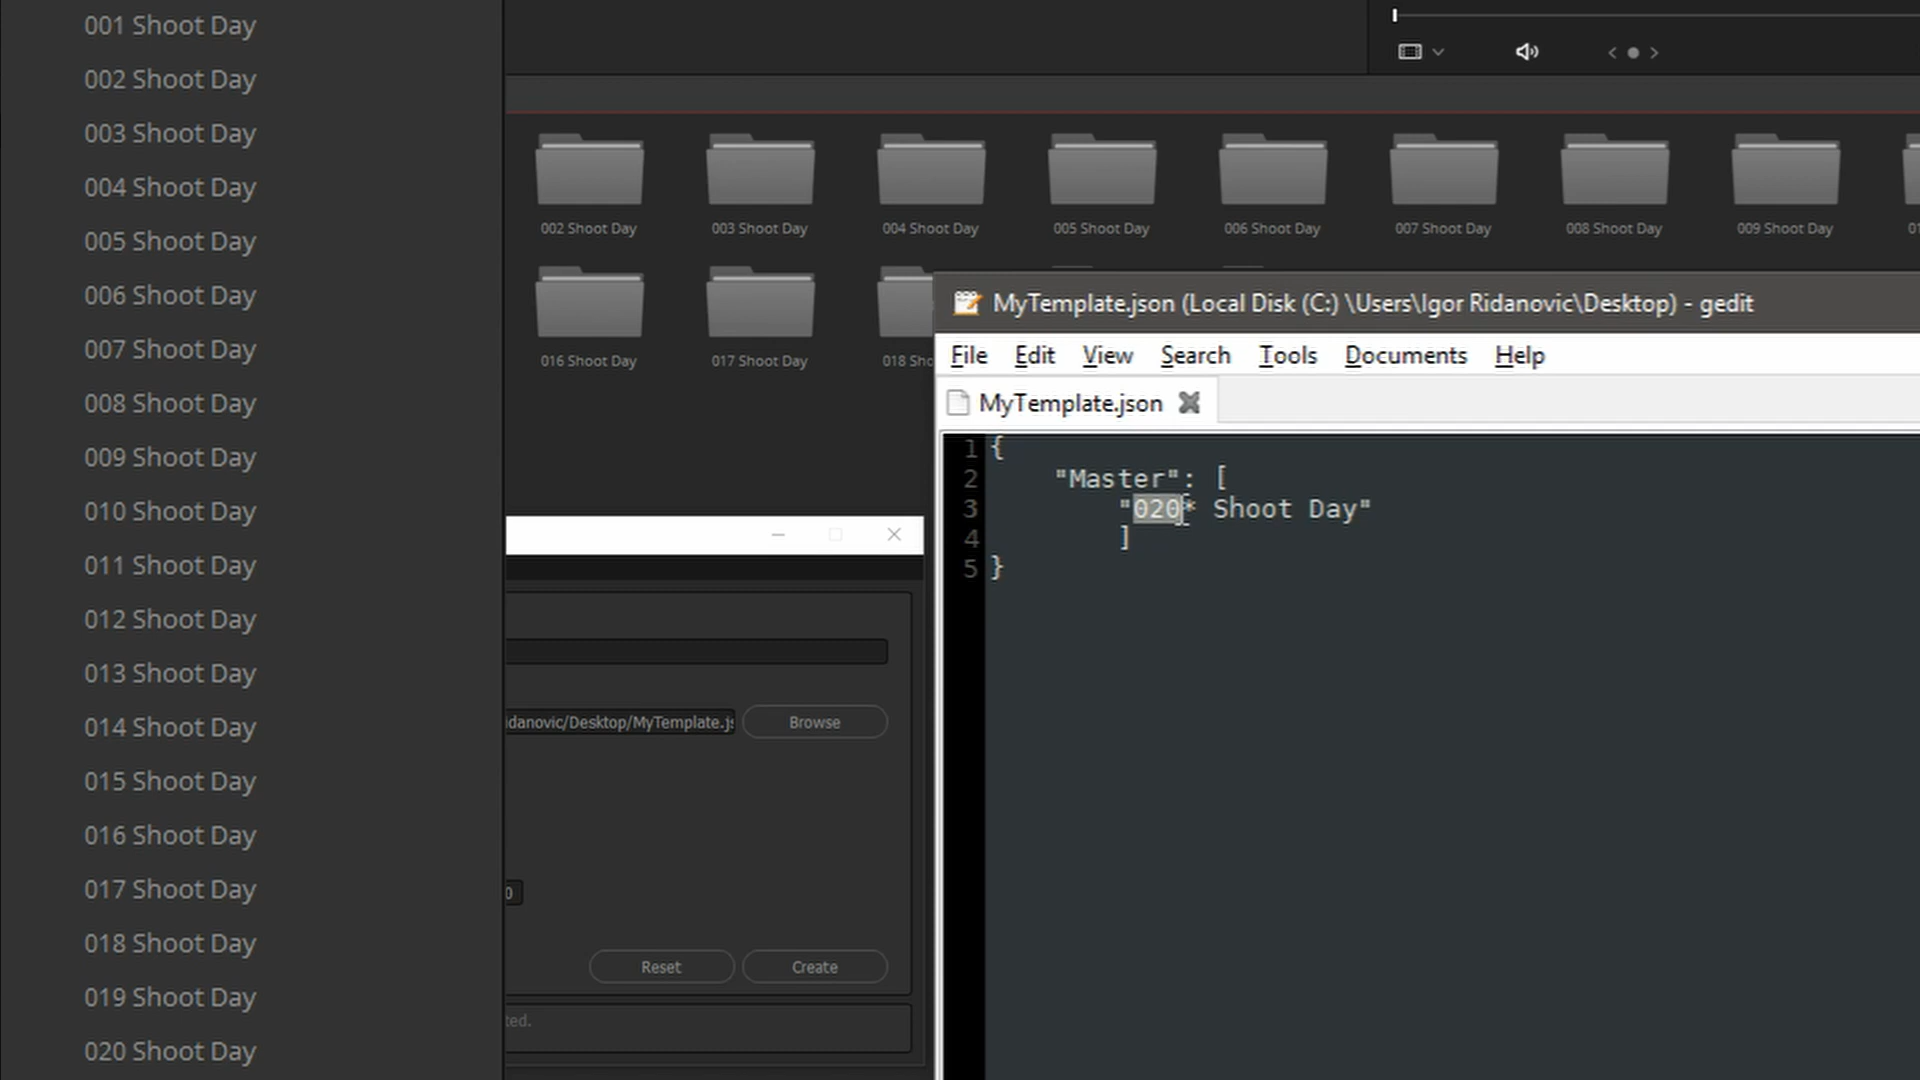 001 Shoot Day
002 Shoot Day
003 Shoot Day
004 Shoot Day
005 Shoot Day
006 Shoot Day
007 Shoot Day
008 Shoot Day
009 Shoot Day
010 Shoot Day
011 Shoot Day
012 Shoot Day
013 Shoot Day
014 Shoot Day
015 Shoot Day
016 Shoot Day
017 Shoot Day
018 Shoot Day
019 Shoot Day
020 Shoot Day
002 Shoot Day
003 Shoot Day
004 Shoot Day
005 Shoot Day
006 Shoot Day
007 Shoot Day
008 Shoot Day
009 Shoot Day
01
016 Shoot Day
017 Shoot Day
018 Sho
idanovic/Desktop/MyTemplate.js
Browse
0
Reset
Create
ted.
MyTemplate.json (Local Disk (C:) \Users\Igor Ridanovic\Desktop) - gedit
File Edit View Search Tools Documents Help
MyTemplate.json
1 {
2 "Master": [
3 "020* Shoot Day"
4 ]
5 }